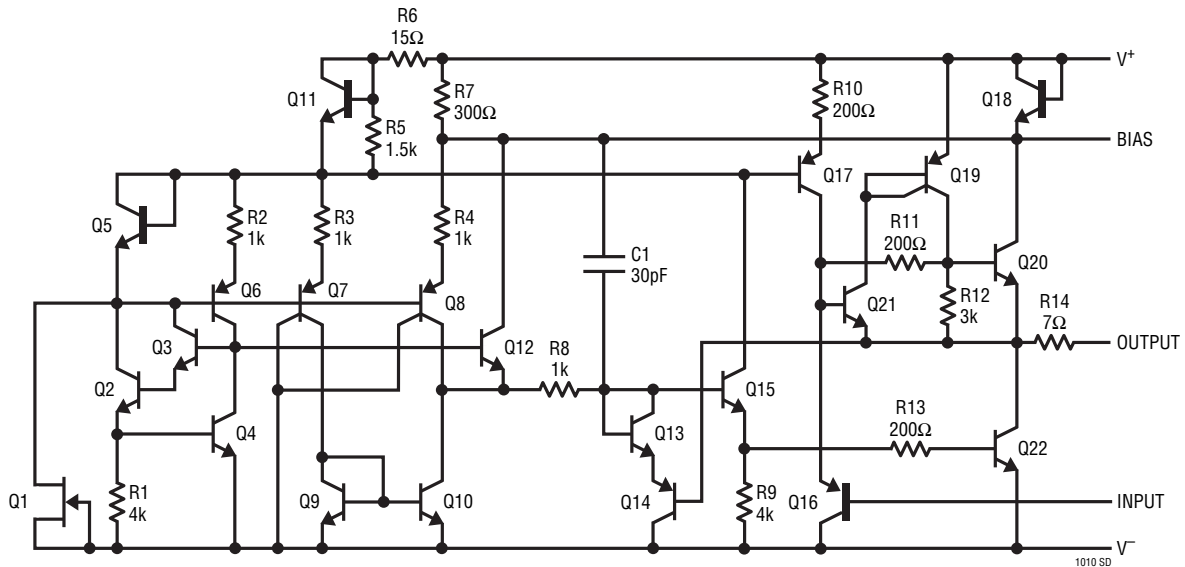 R6
15Ω
V+
Q11
R7
300Ω
R10
200Ω
Q18
R5
1.5k
BIAS
Q17
Q19
Q5
R2
1k
R3
1k
R4
1k
C1
30pF
R11
200Ω
Q20
Q6
Q7
Q8
Q21
R12
3k
R14
7Ω
Q3
Q12
OUTPUT
R8
1k
Q2
Q15
Q4
Q13
R13
200Ω
Q22
Q1
R1
4k
Q9
Q10
Q14
R9
4k
Q16
INPUT
V–
1010 SD